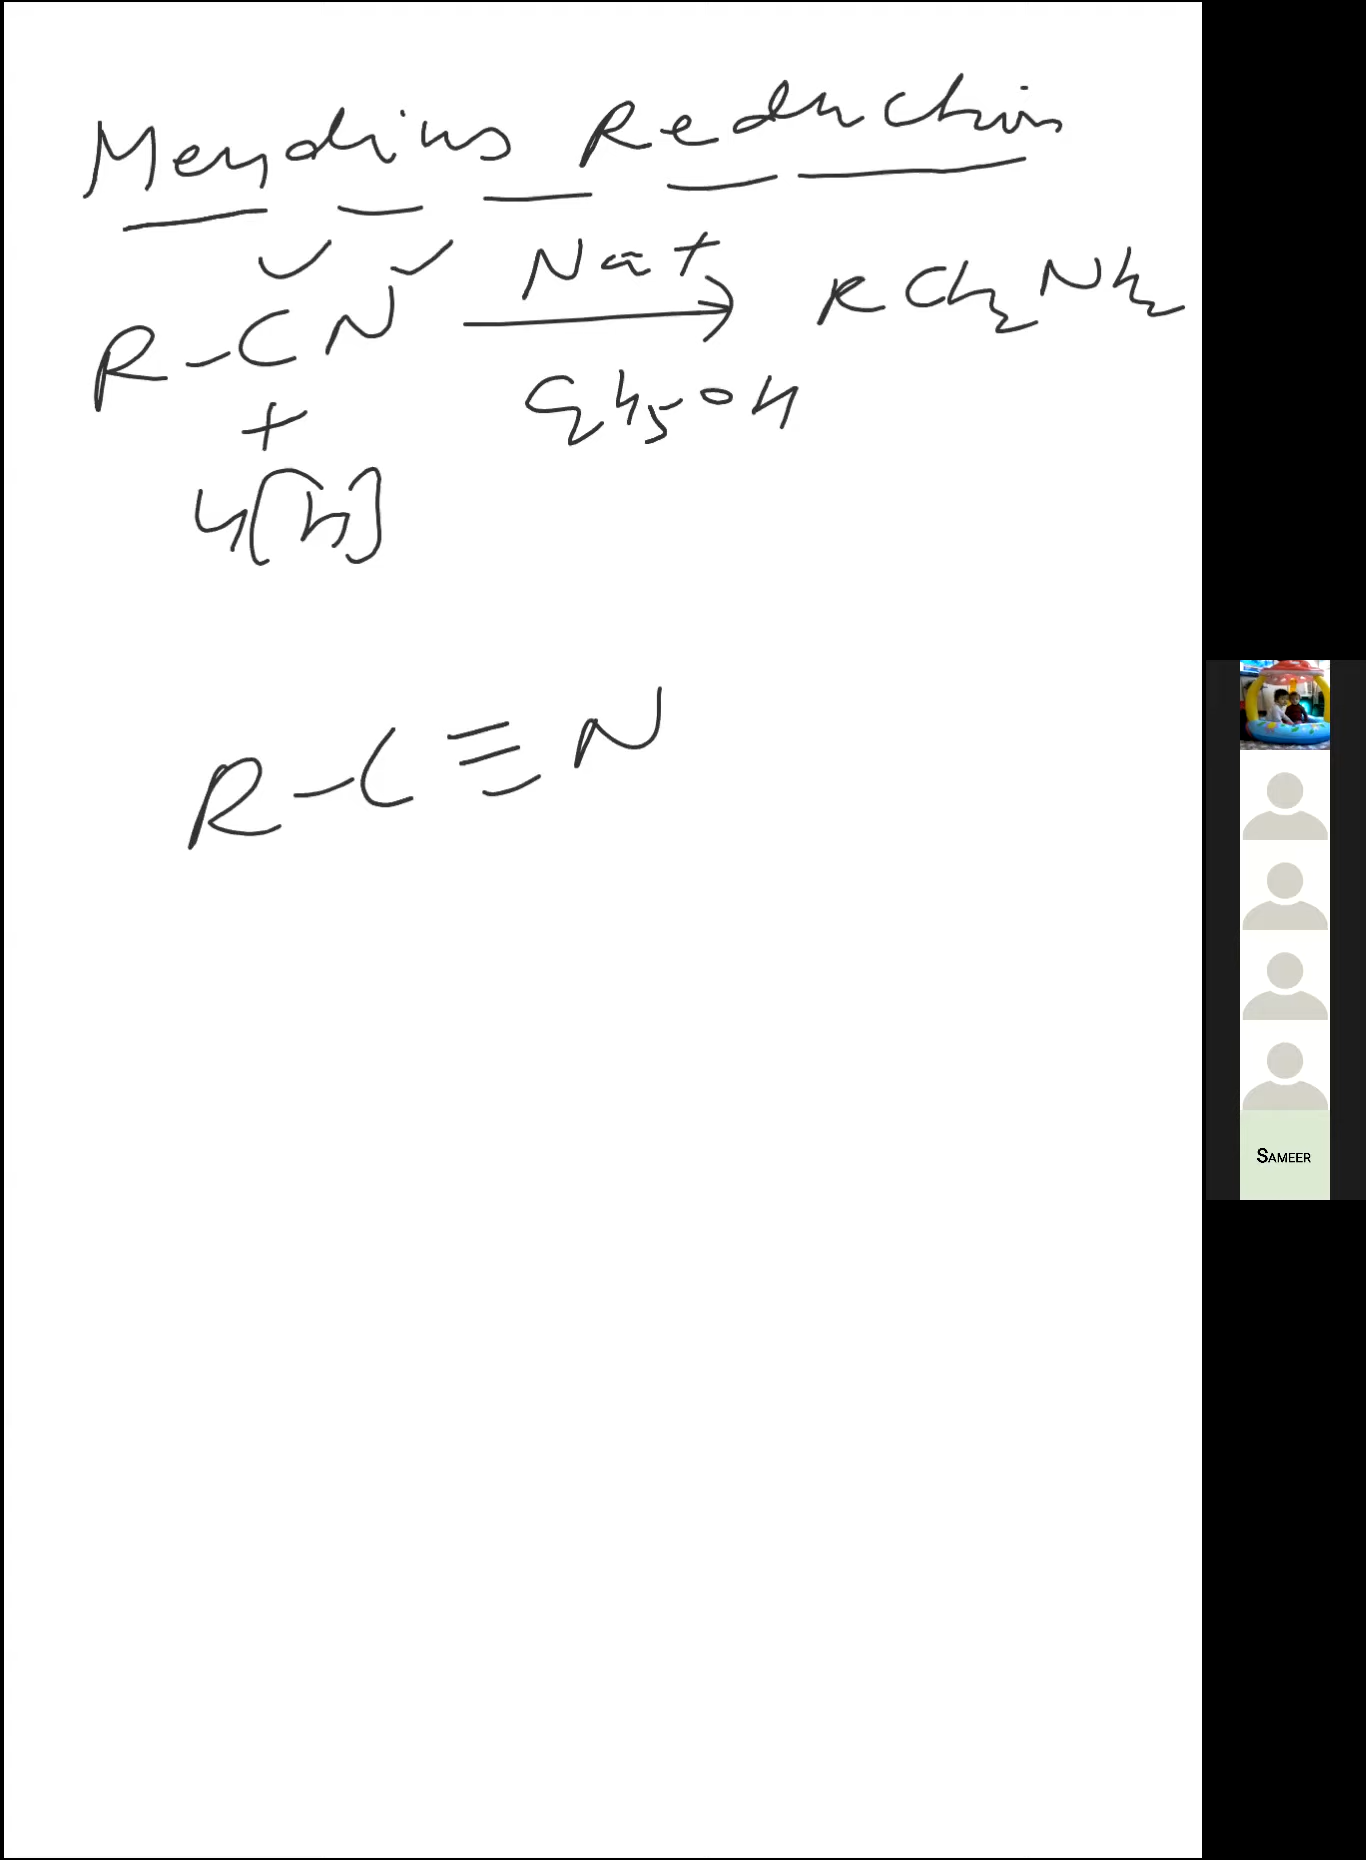 Mendius Reduction
R-CN Na+ → RCH2NH2
+ C2H5OH
4[H]
R-C≡N
SAMEER